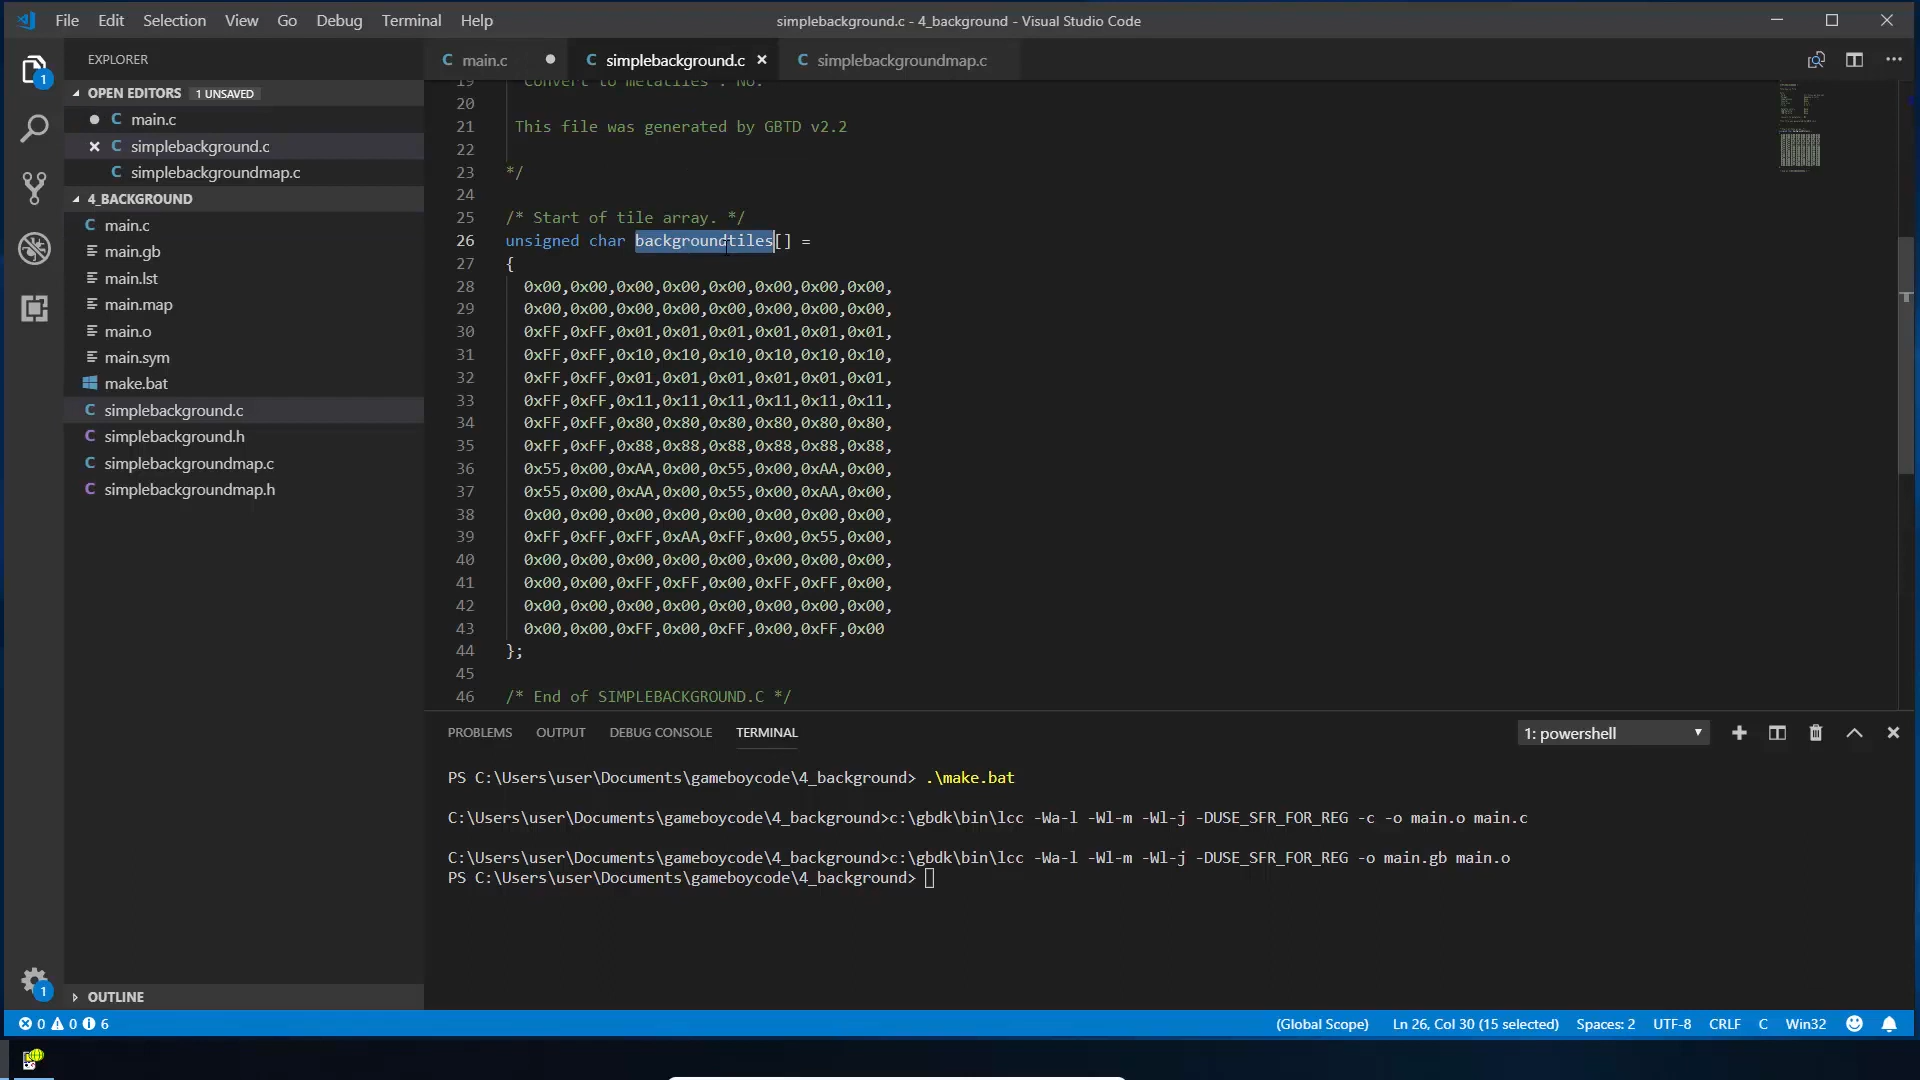 File Edit Selection View Go Debug Terminal Help
simplebackground.c - 4_background - Visual Studio Code
EXPLORER
OPEN EDITORS 1 UNSAVED
main.c
simplebackground.c
simplebackgroundmap.c
4_BACKGROUND
main.c
main.gb
main.lst
main.map
main.o
main.sym
make.bat
simplebackground.c
simplebackground.h
simplebackgroundmap.c
simplebackgroundmap.h
OUTLINE
main.c simplebackground.c simplebackgroundmap.c
19 Convert to metatiles : No.
20
21 This file was generated by GBTD v2.2
22
23 */
24
25 /* Start of tile array. */
26 unsigned char backgroundtiles[] =
27 {
28 0x00,0x00,0x00,0x00,0x00,0x00,0x00,0x00,
29 0x00,0x00,0x00,0x00,0x00,0x00,0x00,0x00,
30 0xFF,0xFF,0x01,0x01,0x01,0x01,0x01,0x01,
31 0xFF,0xFF,0x10,0x10,0x10,0x10,0x10,0x10,
32 0xFF,0xFF,0x01,0x01,0x01,0x01,0x01,0x01,
33 0xFF,0xFF,0x11,0x11,0x11,0x11,0x11,0x11,
34 0xFF,0xFF,0x80,0x80,0x80,0x80,0x80,0x80,
35 0xFF,0xFF,0x88,0x88,0x88,0x88,0x88,0x88,
36 0x55,0x00,0xAA,0x00,0x55,0x00,0xAA,0x00,
37 0x55,0x00,0xAA,0x00,0x55,0x00,0xAA,0x00,
38 0x00,0x00,0x00,0x00,0x00,0x00,0x00,0x00,
39 0xFF,0xFF,0xFF,0xAA,0xFF,0x00,0x55,0x00,
40 0x00,0x00,0x00,0x00,0x00,0x00,0x00,0x00,
41 0x00,0x00,0xFF,0xFF,0x00,0xFF,0xFF,0x00,
42 0x00,0x00,0x00,0x00,0x00,0x00,0x00,0x00,
43 0x00,0x00,0xFF,0x00,0xFF,0x00,0xFF,0x00
44 };
45
46 /* End of SIMPLEBACKGROUND.C */
PROBLEMS OUTPUT DEBUG CONSOLE TERMINAL 1: powershell
PS C:\Users\user\Documents\gameboycode\4_background> .\make.bat
C:\Users\user\Documents\gameboycode\4_background>c:\gbdk\bin\lcc -Wa-l -Wl-m -Wl-j -DUSE_SFR_FOR_REG -c -o main.o main.c
C:\Users\user\Documents\gameboycode\4_background>c:\gbdk\bin\lcc -Wa-l -Wl-m -Wl-j -DUSE_SFR_FOR_REG -o main.gb main.o
PS C:\Users\user\Documents\gameboycode\4_background>
0 0 6 (Global Scope) Ln 26, Col 30 (15 selected) Spaces: 2 UTF-8 CRLF C Win32